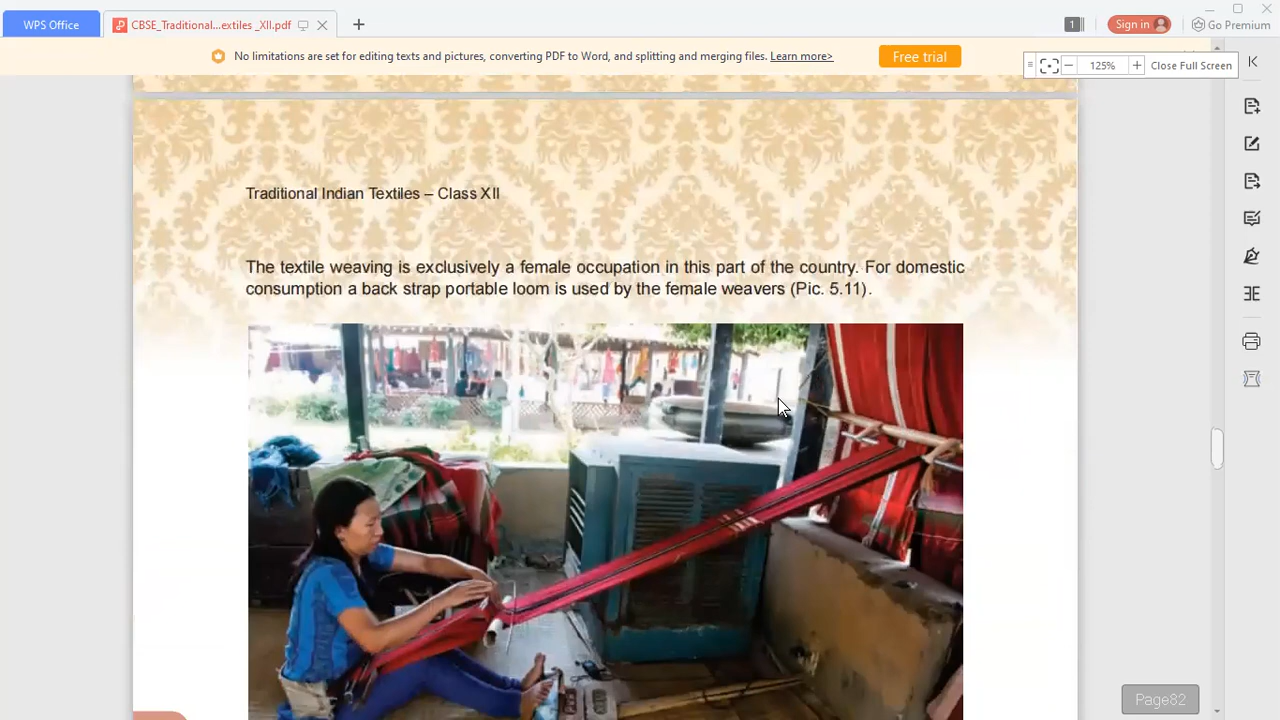 WPS Office
CBSE_Traditional...extiles _XII.pdf
1
Sign in
Go Premium
No limitations are set for editing texts and pictures, converting PDF to Word, and splitting and merging files. Learn more>
Free trial
125%
Close Full Screen
Traditional Indian Textiles – Class XII
The textile weaving is exclusively a female occupation in this part of the country. For domestic
consumption a back strap portable loom is used by the female weavers (Pic. 5.11).
Page82